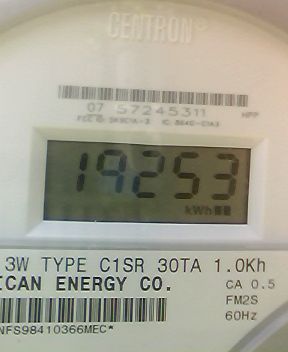 CENTRON®
07 57245311 HPP
19253
kWh
3W TYPE C1SR 30TA 1.0Kh
ICAN ENERGY CO. CA 0.5
FM2S
60Hz
NFS98410366MEC*